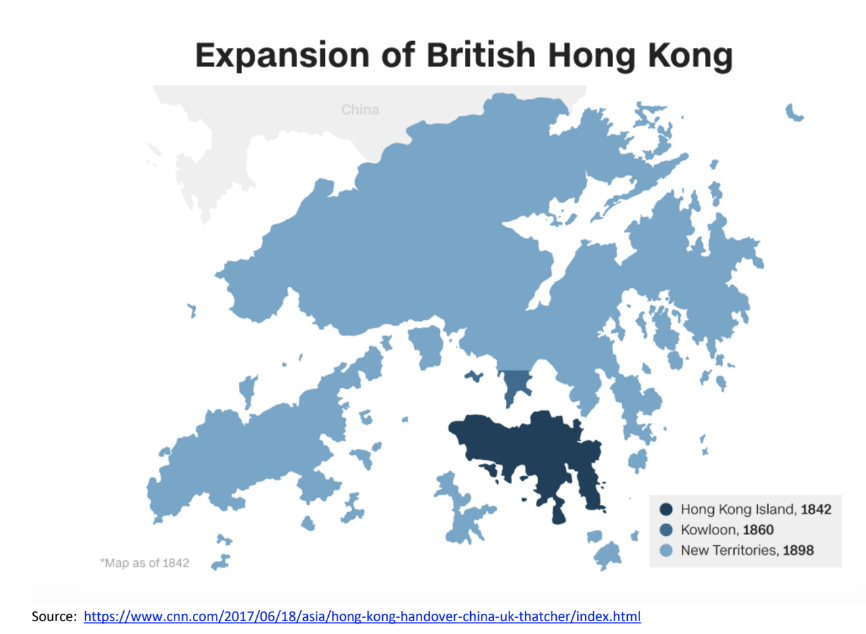 Expansion of British Hong Kong
China
Hong Kong Island, 1842
Kowloon, 1860
New Territories, 1898
*Map as of 1842
Source: https://www.cnn.com/2017/06/18/asia/hong-kong-handover-china-uk-thatcher/index.html